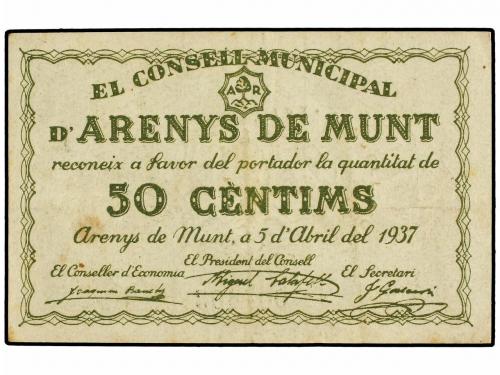 EL CONSELL MUNICIPAL
A R
D'ARENYS DE MUNT
reconeix a favor del portador la quantitat de
50 CÈNTIMS
Arenys de Munt, a 5 d'Abril del 1937
El President del Consell
El Conseller d'Economia El Secretari
Miquel